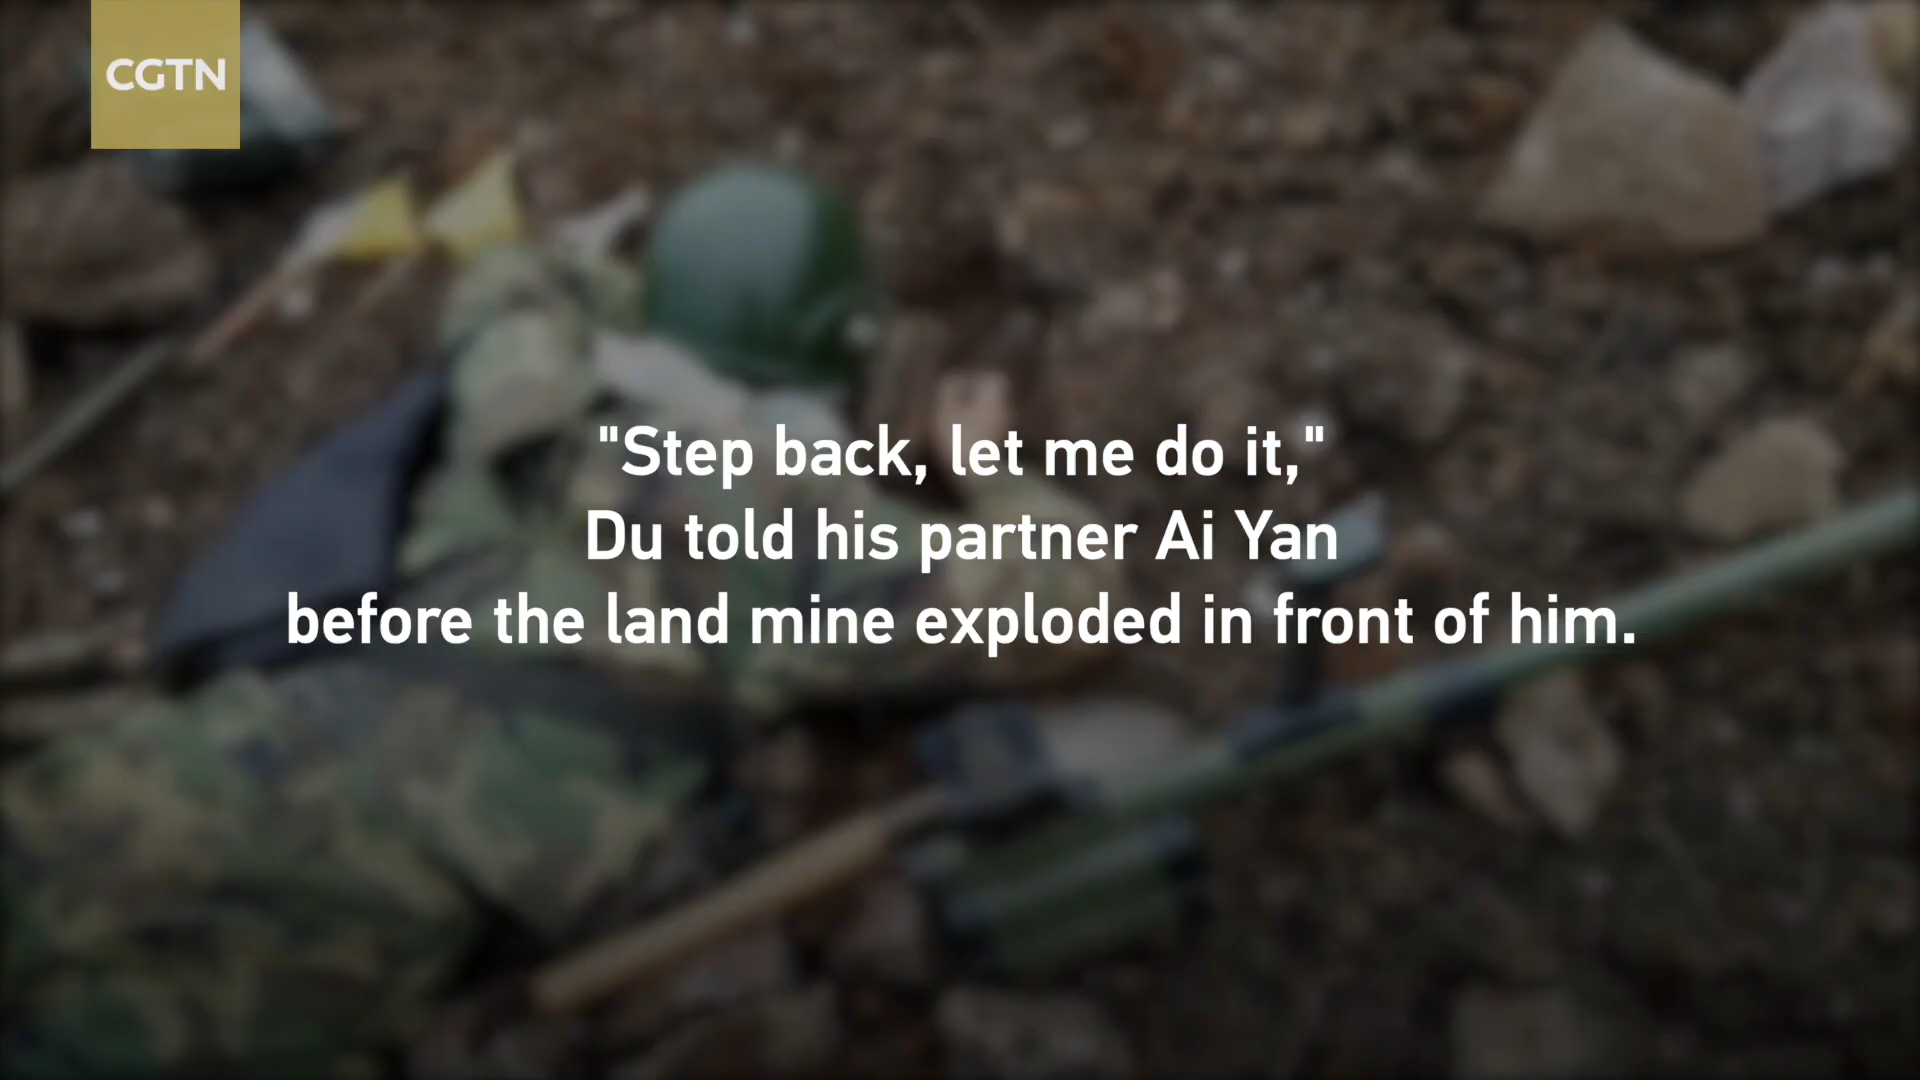 CGTN
"Step back, let me do it,"
Du told his partner Ai Yan
before the land mine exploded in front of him.